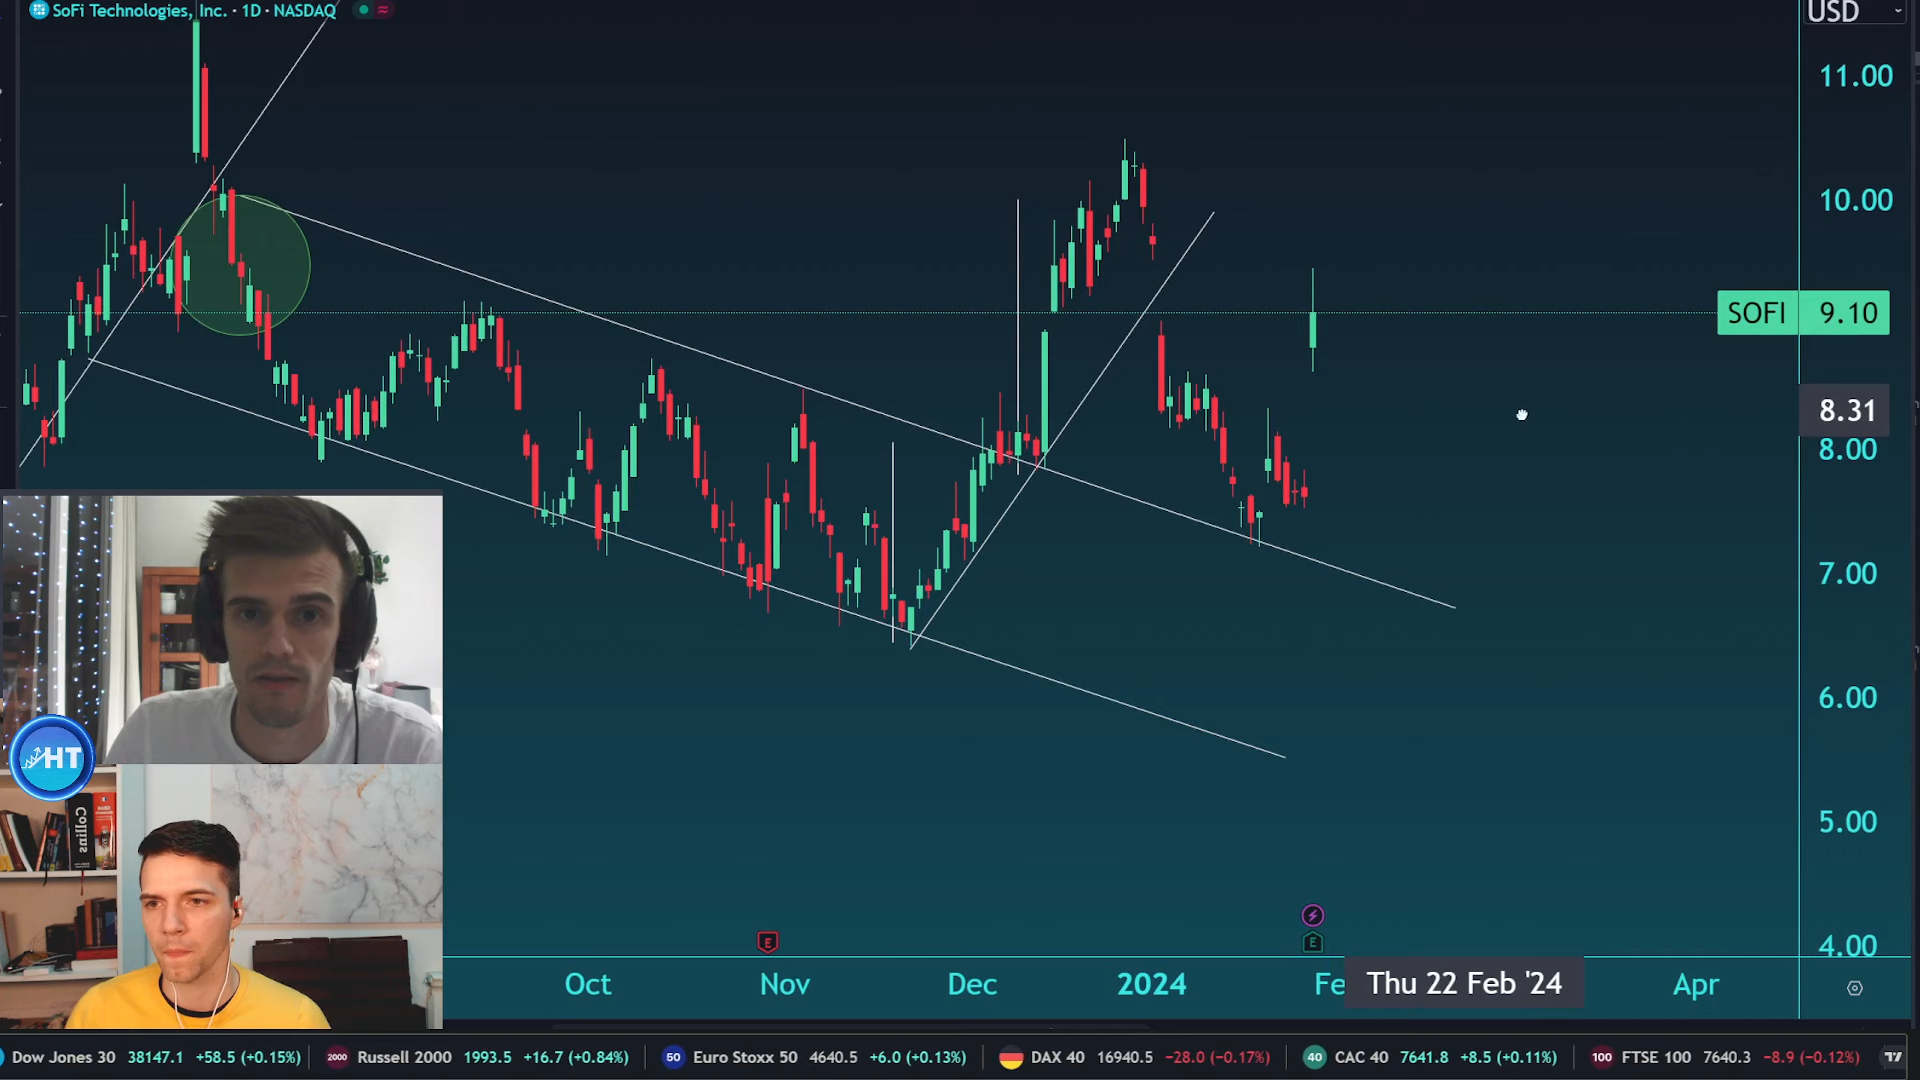 SoFi Technologies, Inc. · 1D · NASDAQ
USD
11.00
10.00
SOFI 9.10
8.31
8.00
7.00
6.00
5.00
4.00
HT
Collins
E
E
Oct Nov Dec 2024 Fe Thu 22 Feb '24 Apr
Dow Jones 30 38147.1 +58.5 (+0.15%) 2000 Russell 2000 1993.5 +16.7 (+0.84%) 50 Euro Stoxx 50 4640.5 +6.0 (+0.13%) DAX 40 16940.5 −28.0 (−0.17%) 40 CAC 40 7641.8 +8.5 (+0.11%) 100 FTSE 100 7640.3 −8.9 (−0.12%)